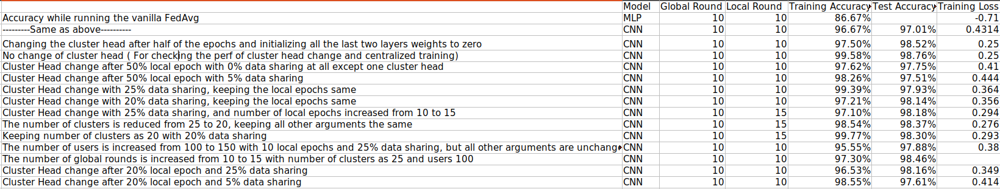 Model Global Round Local Round Training Accuracy Test Accuracy Training Loss
Accuracy while running the vanilla FedAvg MLP 10 10 86.67% -0.71
---------Same as above---------- CNN 10 10 96.67% 97.01% 0.4314
Changing the cluster head after half of the epochs and initializing all the last two layers weights to zero CNN 10 10 97.50% 98.52% 0.25
No change of cluster head ( For checking the perf of cluster head change and centralized training) CNN 10 10 99.58% 98.76% 0.25
Cluster Head change after 50% local epoch with 0% data sharing at all except one cluster head CNN 10 10 97.62% 97.75% 0.41
Cluster Head change after 50% local epoch with 5% data sharing CNN 10 10 98.26% 97.51% 0.444
Cluster Head change with 25% data sharing, keeping the local epochs same CNN 10 10 99.39% 97.93% 0.364
Cluster Head change with 20% data sharing, keeping the local epochs same CNN 10 10 97.21% 98.14% 0.356
Cluster Head change with 25% data sharing, and number of local epochs increased from 10 to 15 CNN 10 15 97.10% 98.18% 0.294
The number of clusters is reduced from 25 to 20, keeping all other arguments the same CNN 10 15 98.54% 98.37% 0.276
Keeping number of clusters as 20 with 20% data sharing CNN 10 15 99.77% 98.30% 0.293
The number of users is increased from 100 to 150 with 10 local epochs and 25% data sharing, but all other arguments are unchang CNN 10 10 95.55% 97.88% 0.38
The number of global rounds is increased from 10 to 15 with number of clusters as 25 and users 100 CNN 10 10 97.30% 98.46%
Cluster Head change after 20% local epoch and 25% data sharing CNN 10 10 96.53% 98.16% 0.349
Cluster Head change after 20% local epoch and 5% data sharing CNN 10 10 98.55% 97.61% 0.414